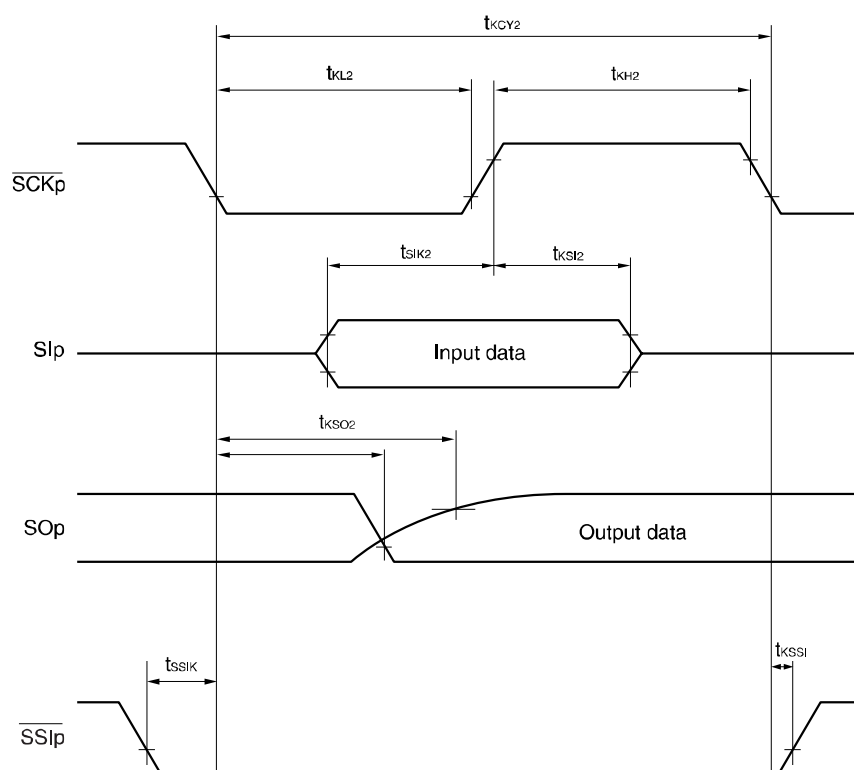 tKCY2
tKL2
tKH2
SCKp
tSIK2
tKSI2
SIp
Input data
tKSO2
SOp
Output data
tSSIK
tKSSI
SSIp